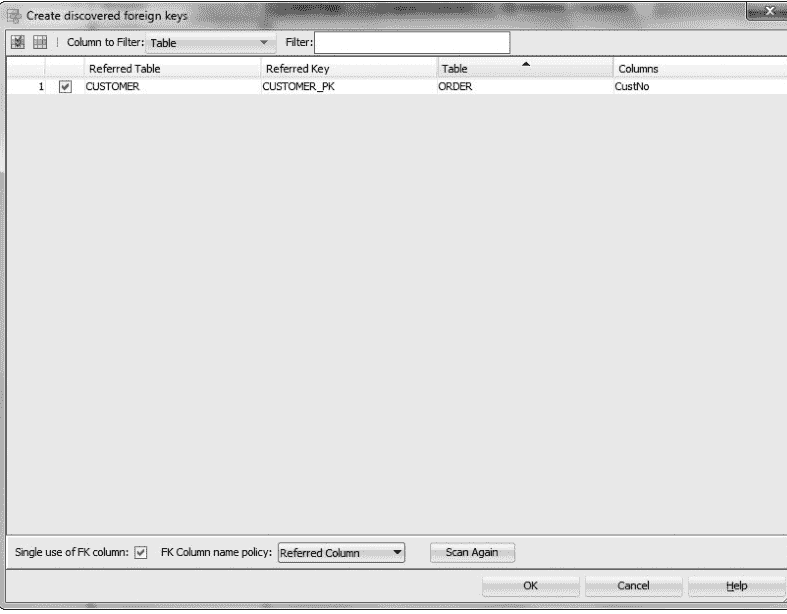 Create discovered foreign keys
Column to Filter: Table Filter:
Referred Table Referred Key Table Columns
1 CUSTOMER CUSTOMER_PK ORDER CustNo
Single use of FK column: FK Column name policy: Referred Column Scan Again
OK Cancel Help